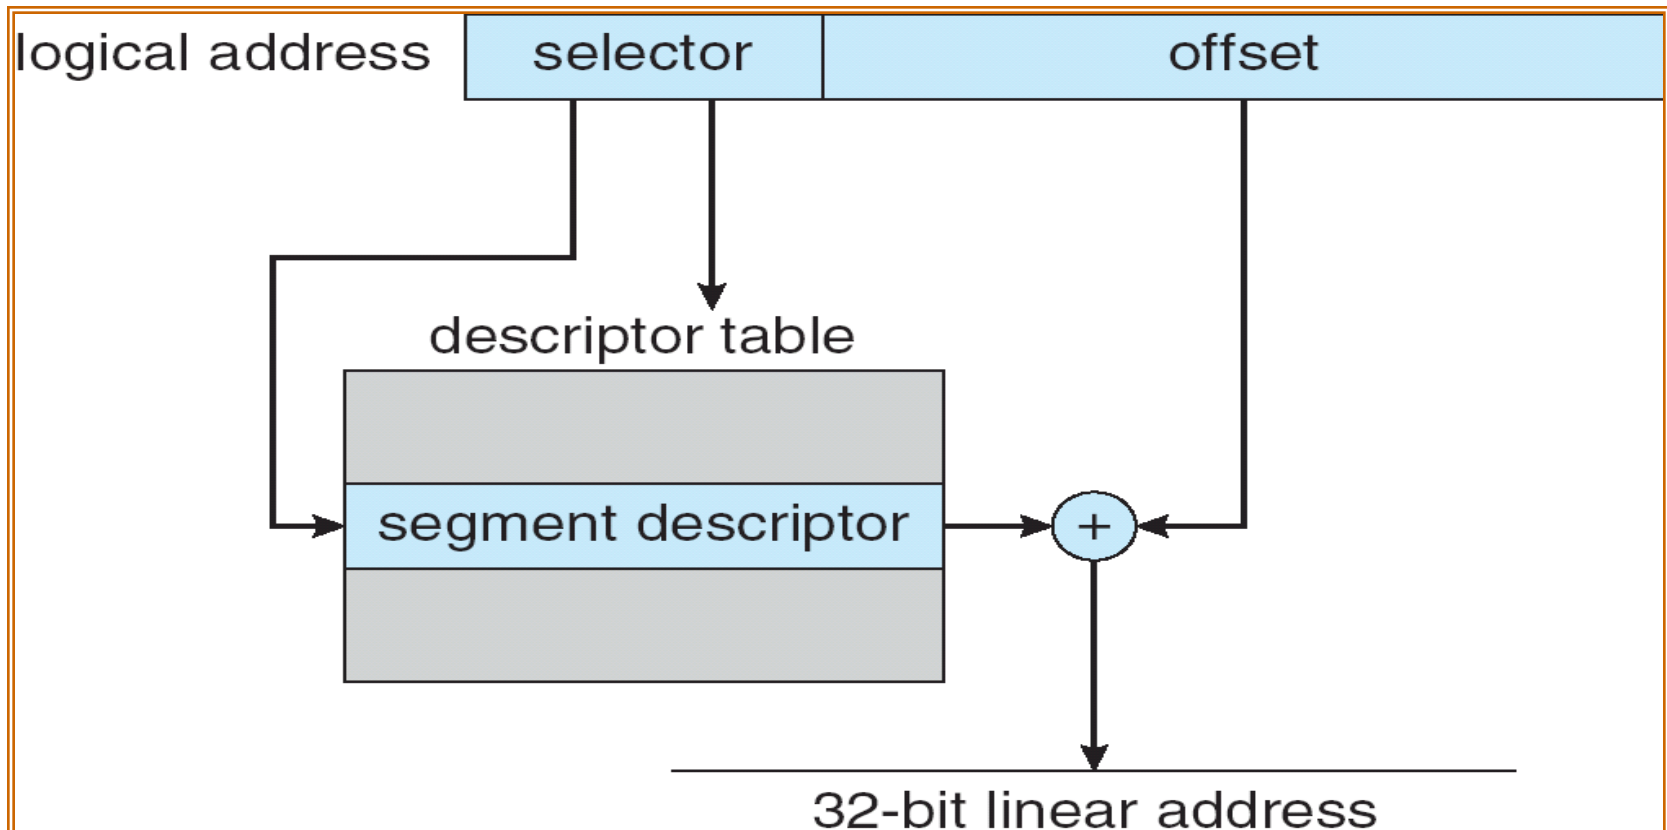 logical address selector offset
descriptor table
segment descriptor +
32-bit linear address